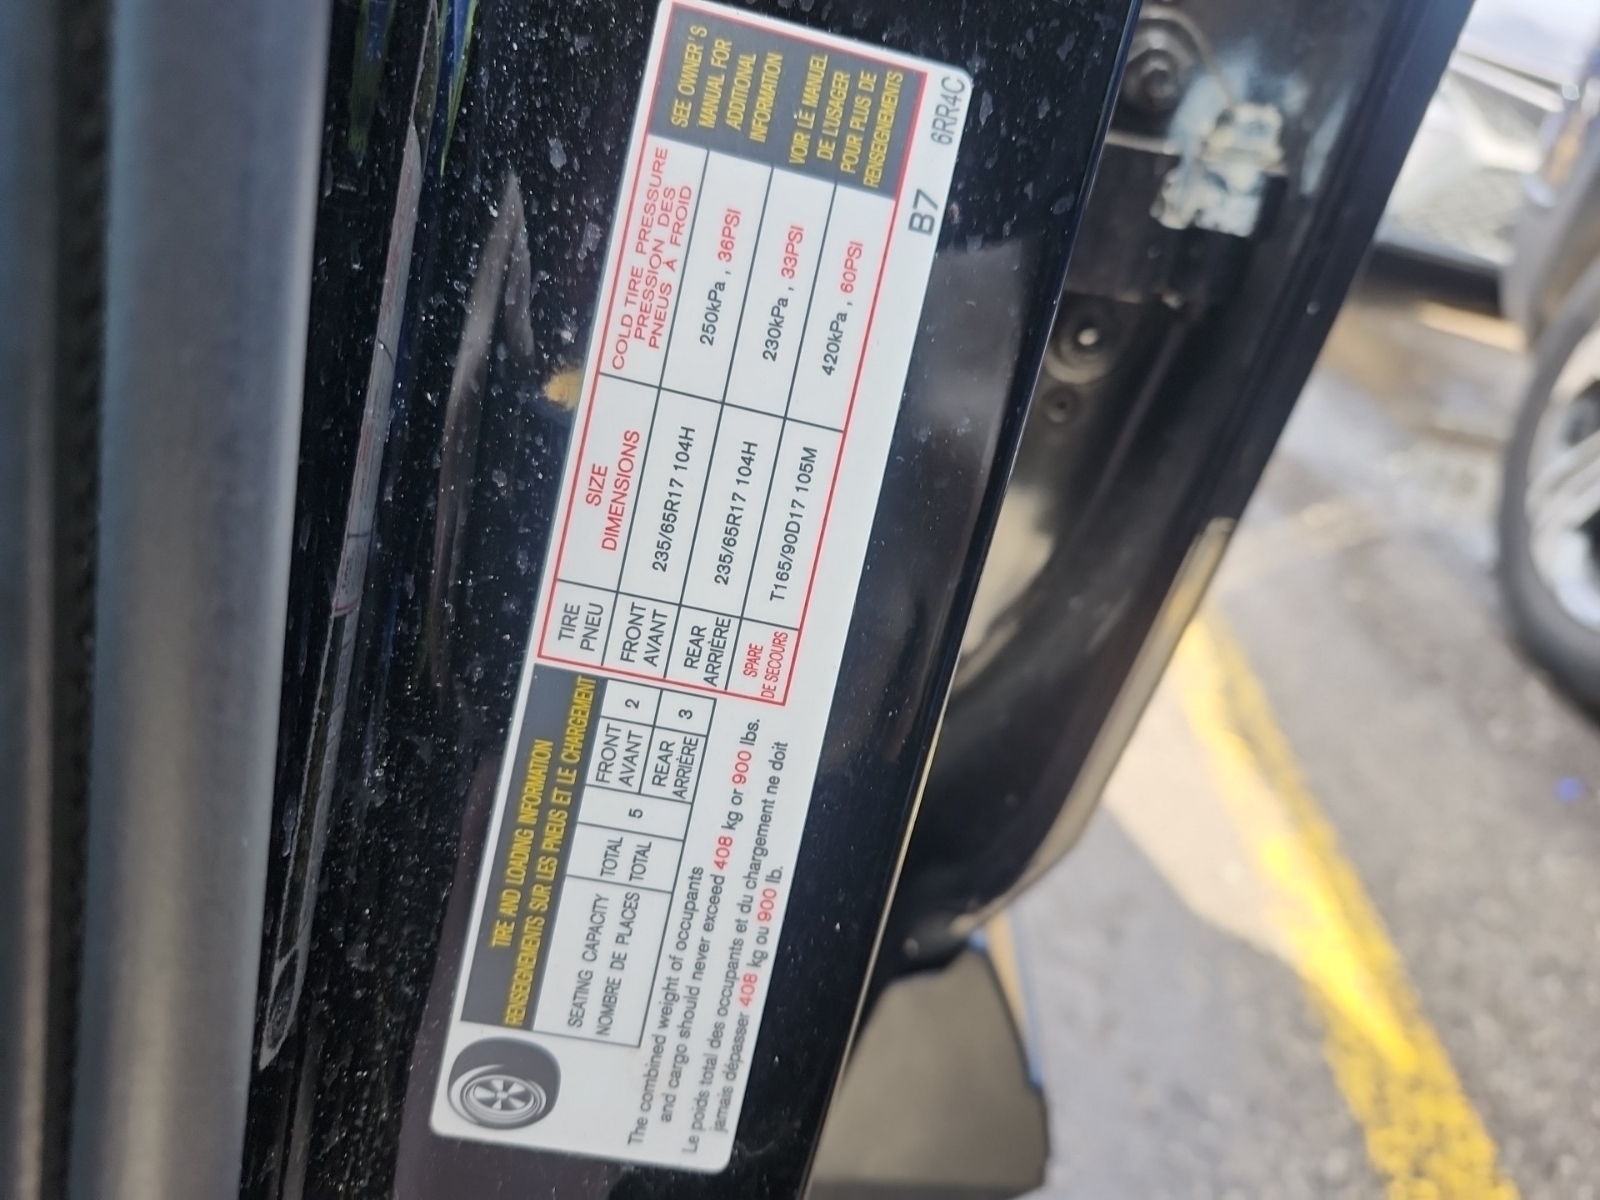 TIRE AND LOADING INFORMATION
RENSEIGNEMENTS SUR LES PNEUS ET LE CHARGEMENT
SEATING CAPACITY
NOMBRE DE PLACES
TOTAL
TOTAL
5
FRONT
AVANT
2
REAR
ARRIÈRE
3
The combined weight of occupants
and cargo should never exceed 408 kg or 900 lbs.
Le poids total des occupants et du chargement ne doit
jamais dépasser 408 kg ou 900 lb.
TIRE
PNEU
SIZE
DIMENSIONS
COLD TIRE PRESSURE
PRESSION DES
PNEUS À FROID
FRONT
AVANT
235/65R17 104H
250kPa , 36PSI
REAR
ARRIÈRE
235/65R17 104H
230kPa , 33PSI
SPARE
DE SECOURS
T165/90D17 105M
420kPa , 60PSI
SEE OWNER'S
MANUAL FOR
ADDITIONAL
INFORMATION
VOIR LE MANUEL
DE L'USAGER
POUR PLUS DE
RENSEIGNEMENTS
B7 6RR4C